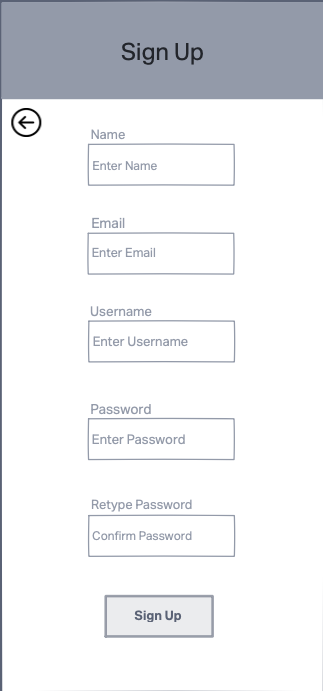 Sign Up
Name
Enter Name
Email
Enter Email
Username
Enter Username
Password
Enter Password
Retype Password
Confirm Password
Sign Up